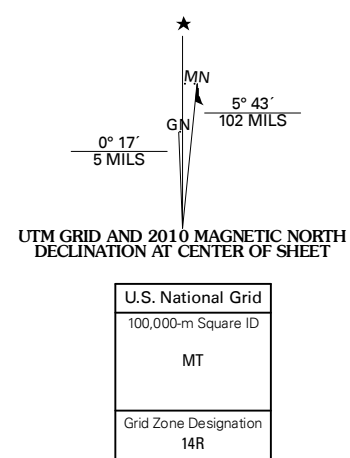 ★
MN
5° 43´
102 MILS
GN
0° 17´
5 MILS
UTM GRID AND 2010 MAGNETIC NORTH
DECLINATION AT CENTER OF SHEET
U.S. National Grid
100,000-m Square ID
MT
Grid Zone Designation
14R